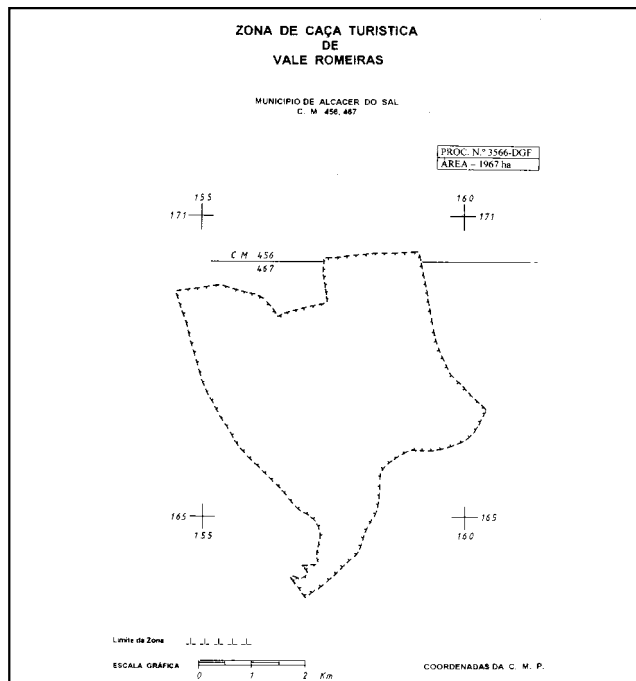 ZONA DE CAÇA TURISTICA
DE
VALE ROMEIRAS
MUNICIPIO DE ALCACER DO SAL
C. M 456, 467
PROC. N.º 3566-DGF
ÁREA – 1967 ha
155
171
160
171
C M 456
467
165
155
165
160
Limite da Zona
ESCALA GRÁFICA
0 1 2 Km
COORDENADAS DA C. M. P.